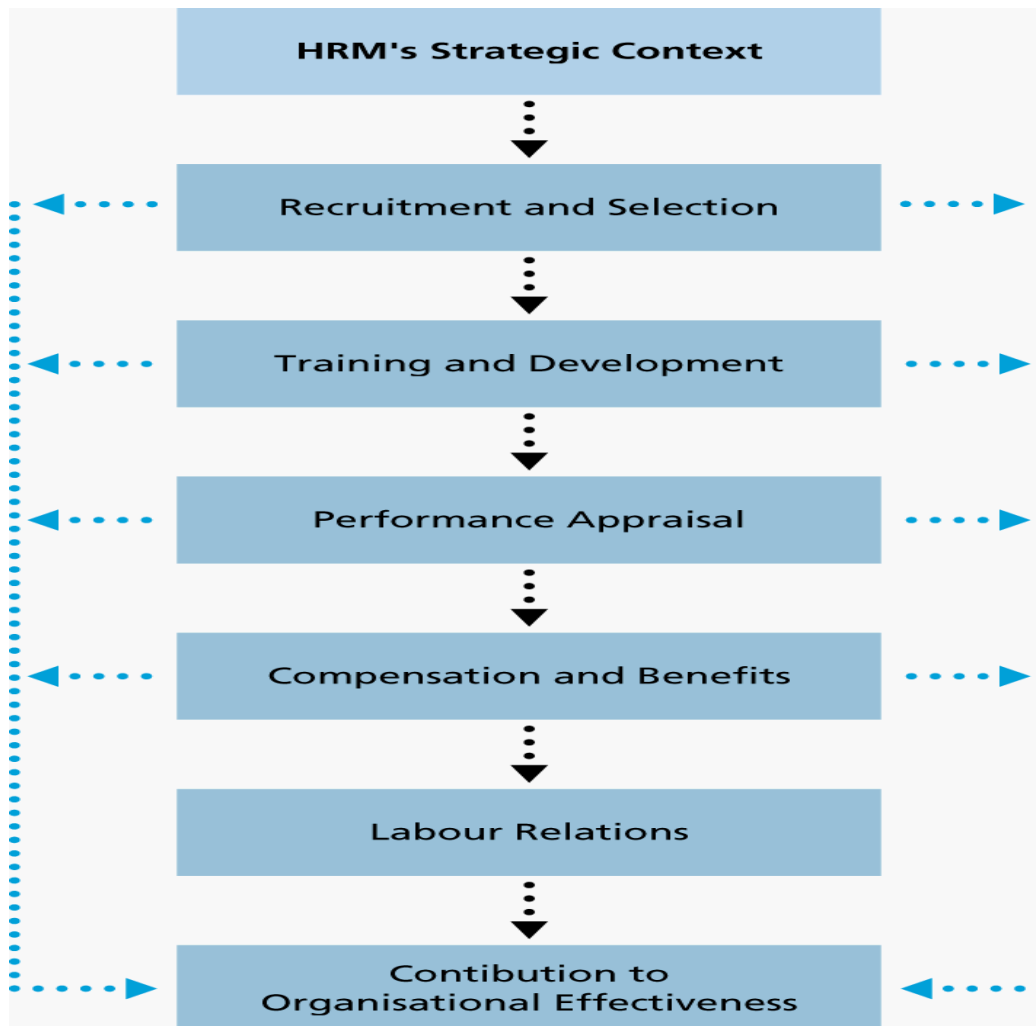 HRM's Strategic Context
Recruitment and Selection
Training and Development
Performance Appraisal
Compensation and Benefits
Labour Relations
Contibution to
Organisational Effectiveness